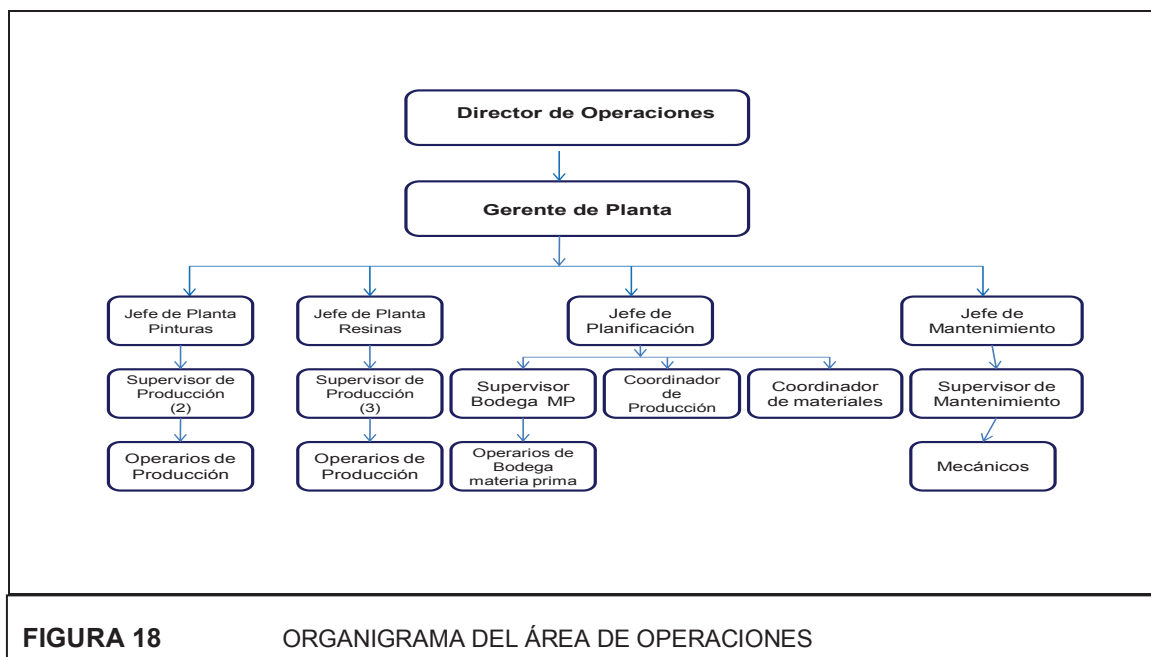 Director de Operaciones
Gerente de Planta
Jefe de Planta
Pinturas
Jefe de Planta
Resinas
Jefe de
Planificación
Jefe de
Mantenimiento
Supervisor de
Producción
(2)
Supervisor de
Producción
(3)
Supervisor
Bodega MP
Coordinador
de
Producción
Coordinador
de materiales
Supervisor de
Mantenimiento
Operarios de
Producción
Operarios de
Producción
Operarios de
Bodega
materia prima
Mecánicos
FIGURA 18 ORGANIGRAMA DEL ÁREA DE OPERACIONES